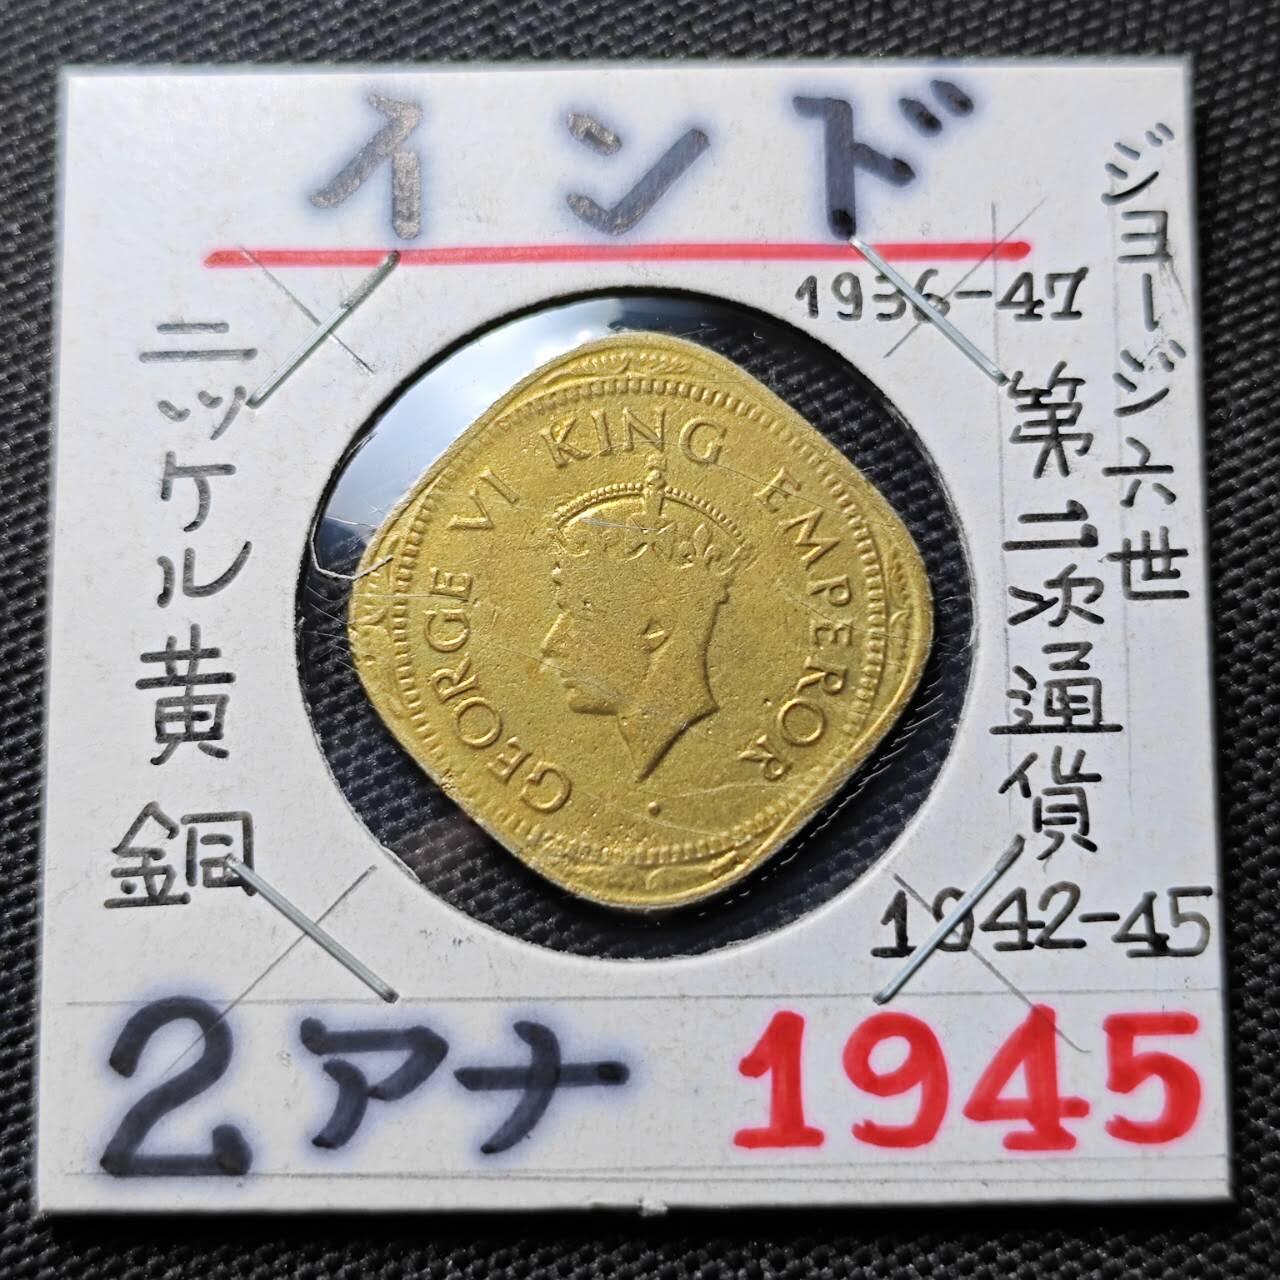 インド
ジョージ六世
1936-47
第二次通貨
1942-45
ニッケル黄銅
GEORGE VI KING EMPEROR
2アナ
1945